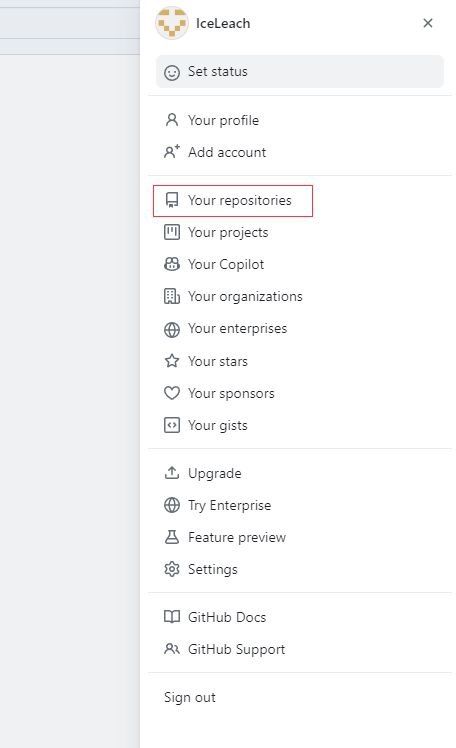 IceLeach
Set status
Your profile
Add account
Your repositories
Your projects
Your Copilot
Your organizations
Your enterprises
Your stars
Your sponsors
Your gists
Upgrade
Try Enterprise
Feature preview
Settings
GitHub Docs
GitHub Support
Sign out